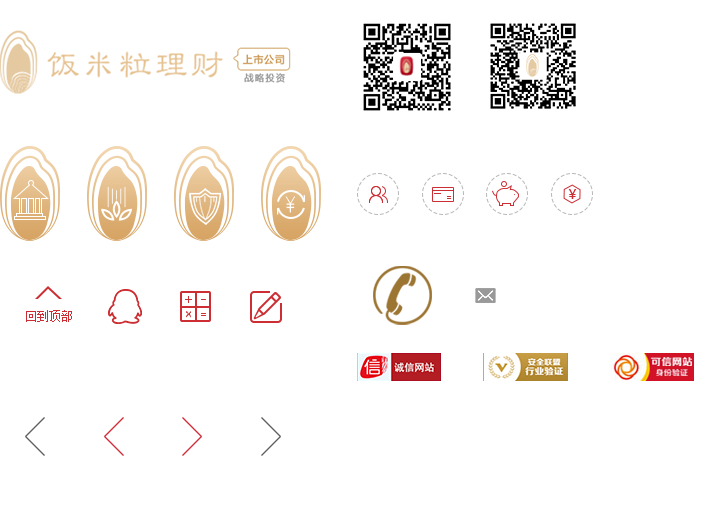 饭米粒理财
上市公司
战略投资
回到顶部
信
诚信网站
安全联盟
行业验证
可信网站
身份验证